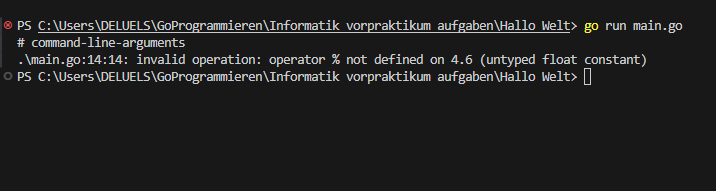 PS C:\Users\DELUELS\GoProgrammieren\Informatik vorpraktikum aufgaben\Hallo Welt> go run main.go
# command-line-arguments
.\main.go:14:14: invalid operation: operator % not defined on 4.6 (untyped float constant)
PS C:\Users\DELUELS\GoProgrammieren\Informatik vorpraktikum aufgaben\Hallo Welt>